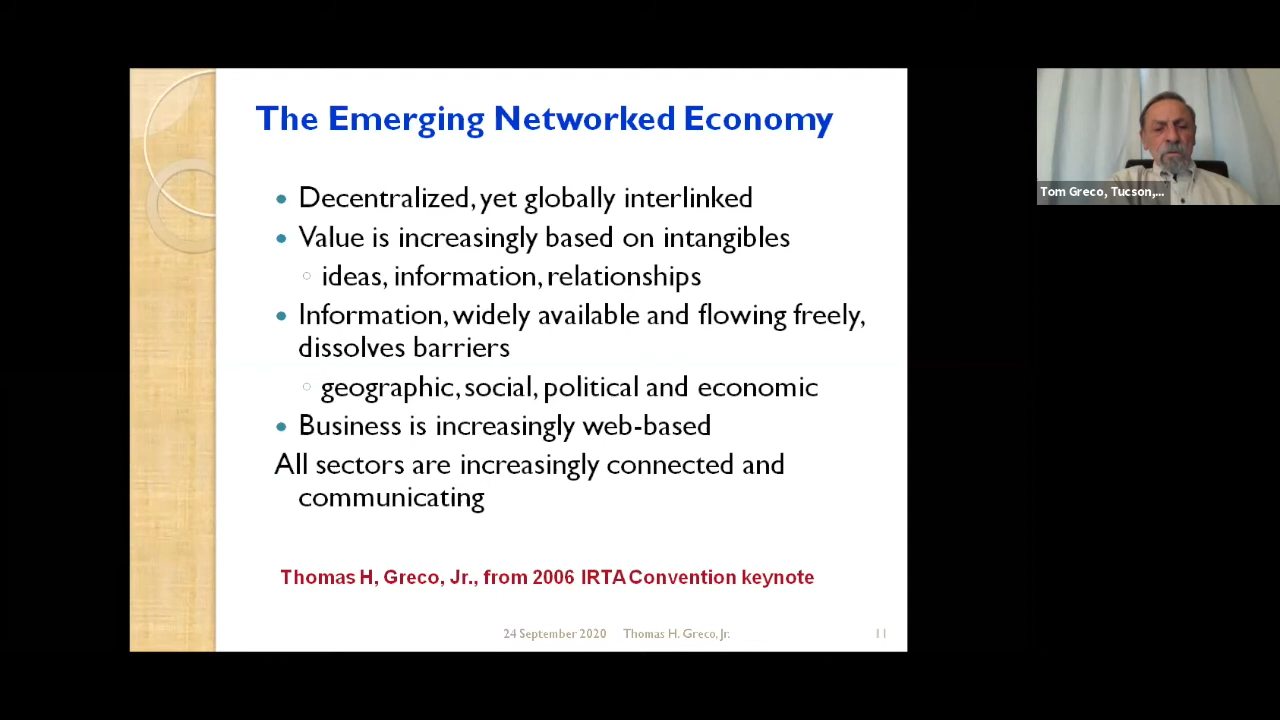 The Emerging Networked Economy
• Decentralized, yet globally interlinked
• Value is increasingly based on intangibles
◦ ideas, information, relationships
• Information, widely available and flowing freely,
dissolves barriers
◦ geographic, social, political and economic
• Business is increasingly web-based
All sectors are increasingly connected and
communicating
Thomas H, Greco, Jr., from 2006 IRTA Convention keynote
24 September 2020 Thomas H. Greco, Jr. 11
Tom Greco, Tucson,...